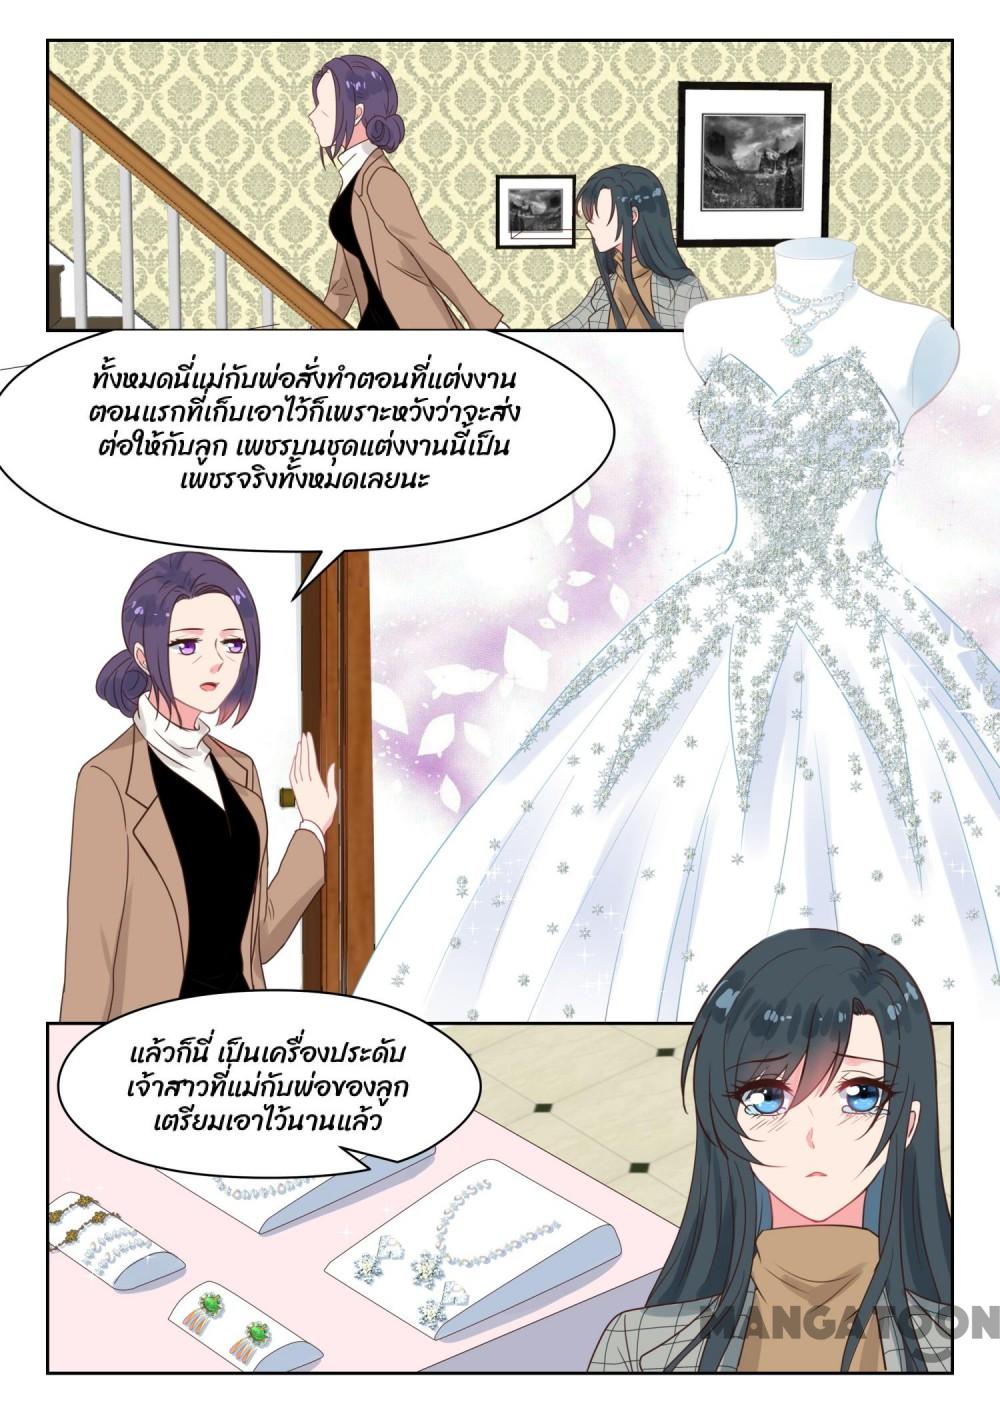 ทั้งหมดนี่แม่กับพ่อสั่งทำตอนที่แต่งงาน
ตอนแรกที่เก็บเอาไว้ก็เพราะหวังว่าจะส่ง
ต่อให้กับลูก เพชรบนชุดแต่งงานนี้เป็น
เพชรจริงทั้งหมดเลยนะ
แล้วก็นี่ เป็นเครื่องประดับ
เจ้าสาวที่แม่กับพ่อของลูก
เตรียมเอาไว้นานแล้ว
MANGATOON